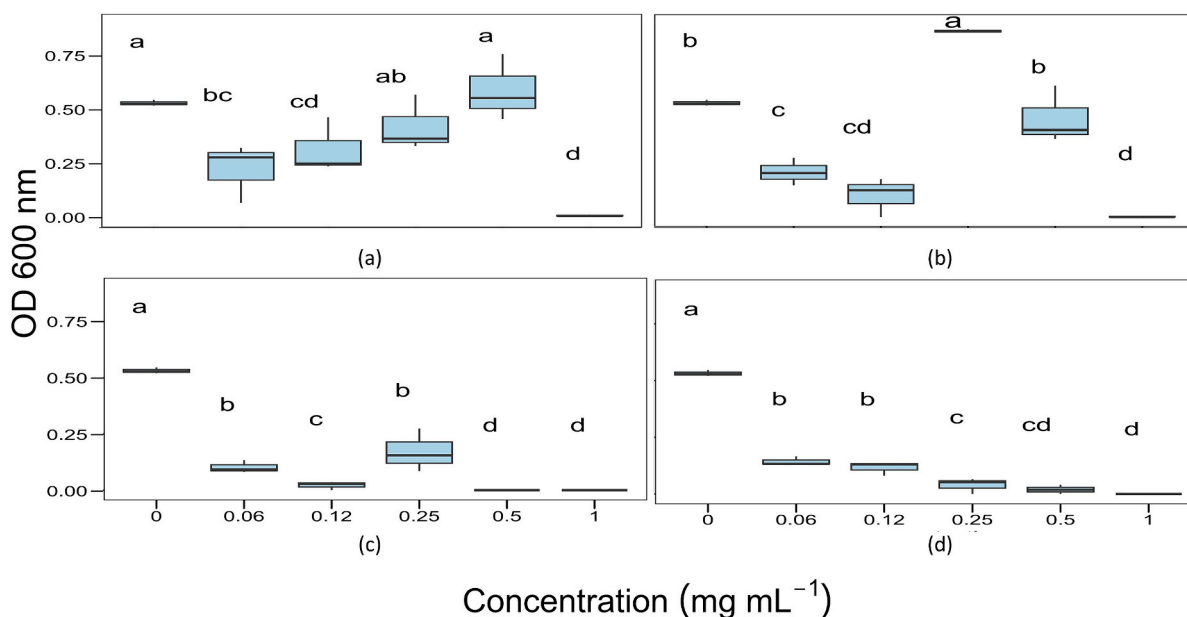 a
bc
cd
ab
a
d
0.75
0.50
0.25
0.00
(a)
b
c
cd
a
b
d
(b)
OD 600 nm
a
b
c
b
d
d
0.75
0.50
0.25
0.00
0 0.06 0.12 0.25 0.5 1
(c)
a
b
b
c
cd
d
0 0.06 0.12 0.25 0.5 1
(d)
Concentration (mg mL⁻¹)